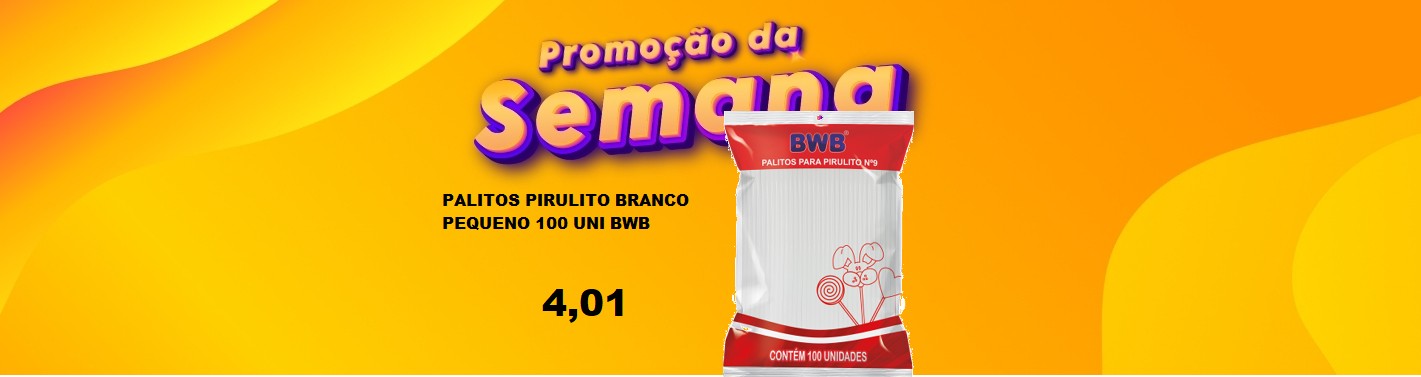 Promoção da
Semana
PALITOS PIRULITO BRANCO
PEQUENO 100 UNI BWB
4,01
BWB®
PALITOS PARA PIRULITO Nº9
CONTÉM 100 UNIDADES